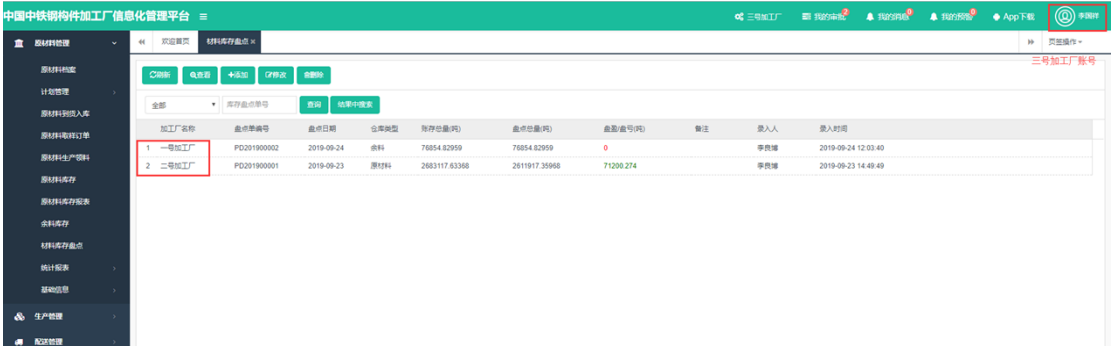 中国中铁钢构件加工厂信息化管理平台
三号加工厂 我的审批 2 我的消息 0 我的预警 0 App下载 李国祥
原材料管理 欢迎首页 材料库存盘点 × 页签操作
三号加工厂账号
原材料档案
刷新 查看 +添加 修改 删除
计划管理
全部 库存盘点单号 查询 结果中搜索
原材料到货入库
加工厂名称 盘点单编号 盘点日期 仓库类型 账存总量(吨) 盘点总量(吨) 盘盈/盘亏(吨) 备注 录入人 录入时间
原材料取样订单
1 一号加工厂 PD201900002 2019-09-24 余料 76854.82959 76854.82959 0 李良博 2019-09-24 12:03:40
原材料生产领料
2 二号加工厂 PD201900001 2019-09-23 原材料 2683117.63368 2611917.35968 71200.274 李良博 2019-09-23 14:49:49
原材料库存
原材料库存报表
余料库存
材料库存盘点
统计报表
基础信息
生产管理
配送管理